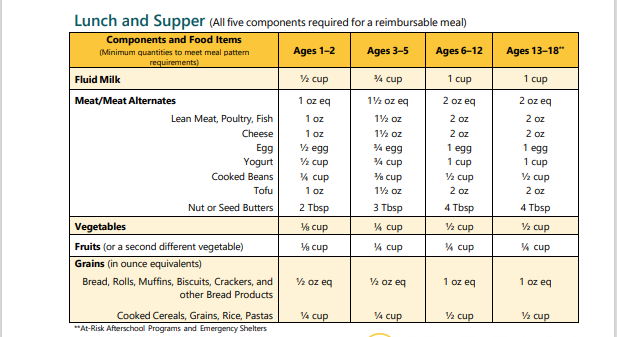 Lunch and Supper (All five components required for a reimbursable meal)
Components and Food Items Ages 1–2 Ages 3–5 Ages 6–12 Ages 13–18**
(Minimum quantities to meet meal pattern
requirements)
Fluid Milk ½ cup ¾ cup 1 cup 1 cup
Meat/Meat Alternates 1 oz eq 1½ oz eq 2 oz eq 2 oz eq
Lean Meat, Poultry, Fish 1 oz 1½ oz 2 oz 2 oz
Cheese 1 oz 1½ oz 2 oz 2 oz
Egg ½ egg ¾ egg 1 egg 1 egg
Yogurt ½ cup ¾ cup 1 cup 1 cup
Cooked Beans ¼ cup ⅜ cup ½ cup ½ cup
Tofu 1 oz 1½ oz 2 oz 2 oz
Nut or Seed Butters 2 Tbsp 3 Tbsp 4 Tbsp 4 Tbsp
Vegetables ⅛ cup ¼ cup ½ cup ½ cup
Fruits (or a second different vegetable) ⅛ cup ¼ cup ¼ cup ¼ cup
Grains (in ounce equivalents)
Bread, Rolls, Muffins, Biscuits, Crackers, and ½ oz eq ½ oz eq 1 oz eq 1 oz eq
other Bread Products
Cooked Cereals, Grains, Rice, Pastas ¼ cup ¼ cup ½ cup ½ cup
**At-Risk Afterschool Programs and Emergency Shelters